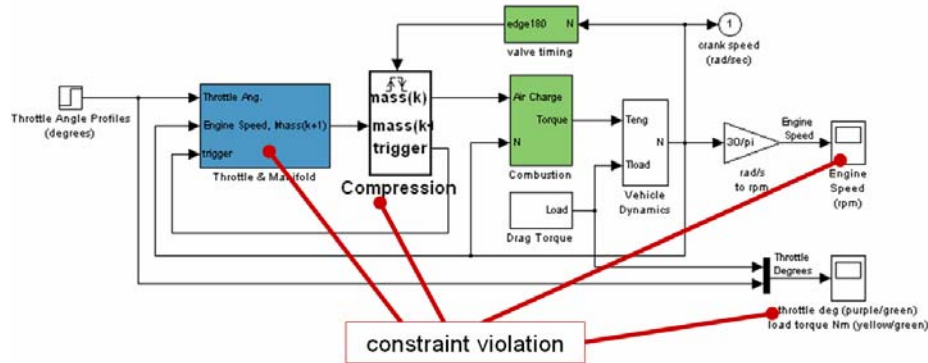 edge180 N
valve timing
1
crank speed
(rad/sec)
Throttle Angle Profiles
(degrees)
Throttle Ang.
Engine Speed, Mass(k+1)
trigger
Throttle & Manifold
mass(k)
mass(k+
trigger
Compression
Air Charge
Torque
N
Combustion
Teng
N
Tload
Vehicle
Dynamics
Load
Drag Torque
30/pi
rad/s
to rpm
Engine
Speed
Engine
Speed
(rpm)
Throttle
Degrees
throttle deg (purple/green)
load torque Nm (yellow/green)
constraint violation